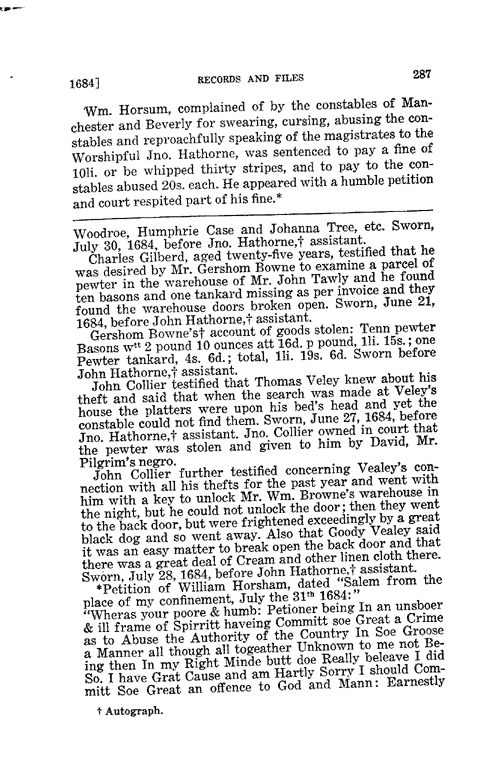 1684] RECORDS AND FILES 287
Wm. Horsum, complained of by the constables of Man-
chester and Beverly for swearing, cursing, abusing the con-
stables and reproachfully speaking of the magistrates to the
Worshipful Jno. Hathorne, was sentenced to pay a fine of
10li. or be whipped thirty stripes, and to pay to the con-
stables abused 20s. each. He appeared with a humble petition
and court respited part of his fine.*
Woodroe, Humphrie Case and Johanna Tree, etc. Sworn,
July 30, 1684, before Jno. Hathorne,† assistant.
Charles Gilberd, aged twenty-five years, testified that he
was desired by Mr. Gershom Bowne to examine a parcel of
pewter in the warehouse of Mr. John Tawly and he found
ten basons and one tankard missing as per invoice and they
found the warehouse doors broken open. Sworn, June 21,
1684, before John Hathorne,† assistant.
Gershom Bowne's† account of goods stolen: Tenn pewter
Basons wtt 2 pound 10 ounces att 16d. p pound, 1li. 15s.; one
Pewter tankard, 4s. 6d.; total, 1li. 19s. 6d. Sworn before
John Hathorne,† assistant.
John Collier testified that Thomas Veley knew about his
theft and said that when the search was made at Veley's
house the platters were upon his bed's head and yet the
constable could not find them. Sworn, June 27, 1684, before
Jno. Hathorne,† assistant. Jno. Collier owned in court that
the pewter was stolen and given to him by David, Mr.
Pilgrim's negro.
John Collier further testified concerning Vealey's con-
nection with all his thefts for the past year and went with
him with a key to unlock Mr. Wm. Browne's warehouse in
the night, but he could not unlock the door; then they went
to the back door, but were frightened exceedingly by a great
black dog and so went away. Also that Goody Vealey said
it was an easy matter to break open the back door and that
there was a great deal of Cream and other linen cloth there.
Sworn, July 28, 1684, before John Hathorne,† assistant.
*Petition of William Horsham, dated "Salem from the
place of my confinement, July the 31th 1684:"
"Wheras your poore & humb: Petioner being In an unsboer
& ill frame of Spirritt haveing Committ soe Great a Crime
as to Abuse the Authority of the Country In Soe Groose
a Manner all though all togeather Unknown to me not Be-
ing then In my Right Minde butt doe Really beleave I did
So. I have Grat Cause and am Hartly Sorry I should Com-
mitt Soe Great an offence to God and Mann: Earnestly
† Autograph.